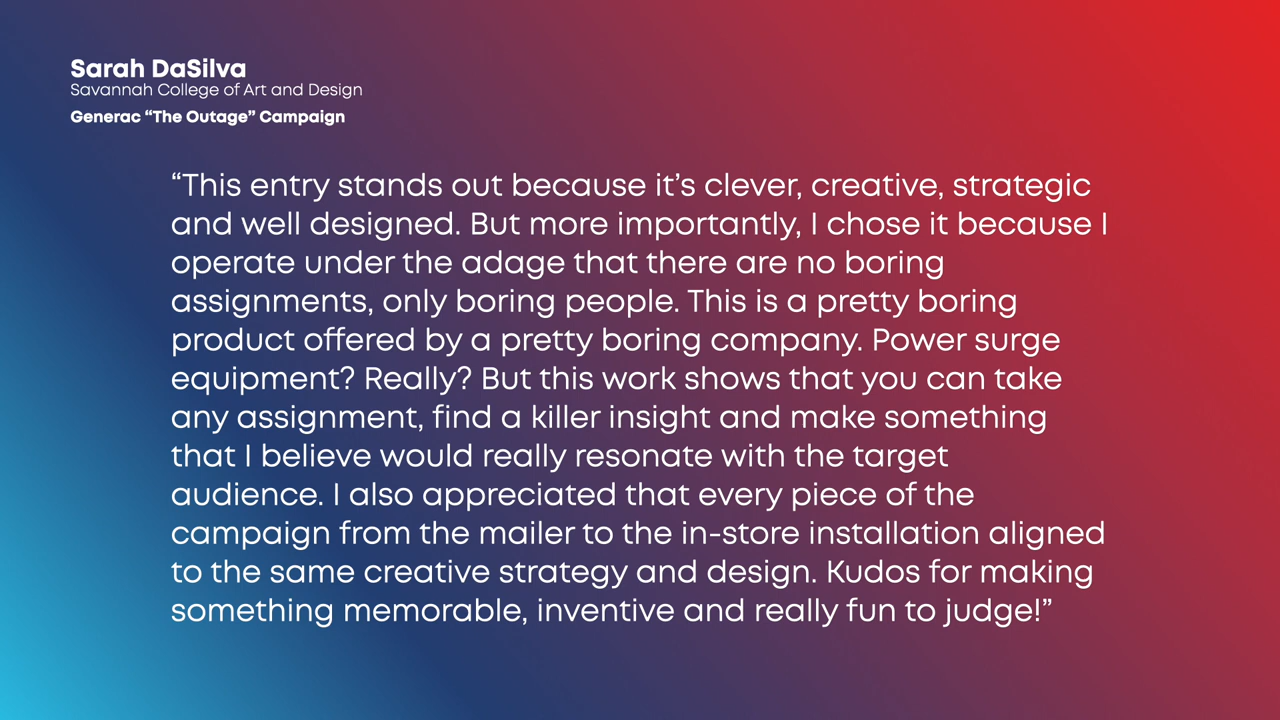 Sarah DaSilva
Savannah College of Art and Design
Generac “The Outage” Campaign
“This entry stands out because it’s clever, creative, strategic
and well designed. But more importantly, I chose it because I
operate under the adage that there are no boring
assignments, only boring people. This is a pretty boring
product offered by a pretty boring company. Power surge
equipment? Really? But this work shows that you can take
any assignment, find a killer insight and make something
that I believe would really resonate with the target
audience. I also appreciated that every piece of the
campaign from the mailer to the in-store installation aligned
to the same creative strategy and design. Kudos for making
something memorable, inventive and really fun to judge!”